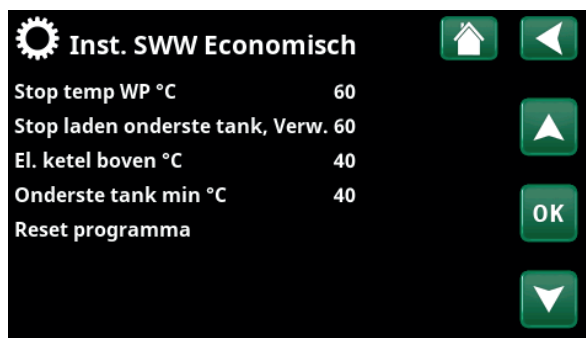 Inst. SWW Economisch
Stop temp WP °C 60
Stop laden onderste tank, Verw. 60
El. ketel boven °C 40
Onderste tank min °C 40
OK
Reset programma